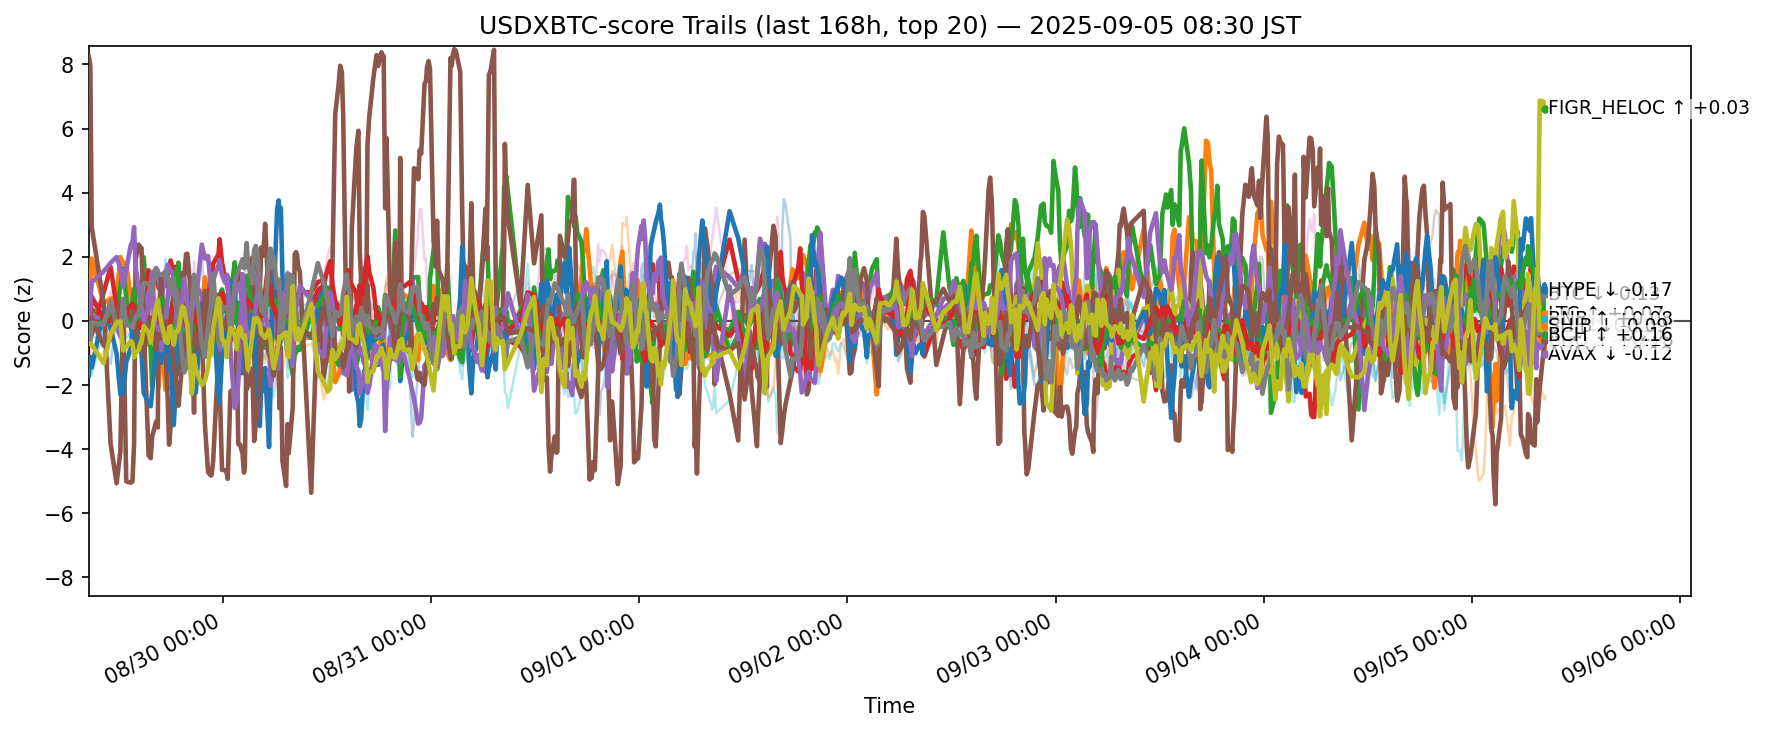 USDXBTC-score Trails (last 168h, top 20) — 2025-09-05 08:30 JST
Score (z)
8
6
4
2
0
−2
−4
−6
−8
FIGR_HELOC ↑ +0.03
HYPE ↓ -0.17
BCH ↑ +0.16
AVAX ↓ -0.12
08/30 00:00
08/31 00:00
09/01 00:00
09/02 00:00
09/03 00:00
09/04 00:00
09/05 00:00
09/06 00:00
Time